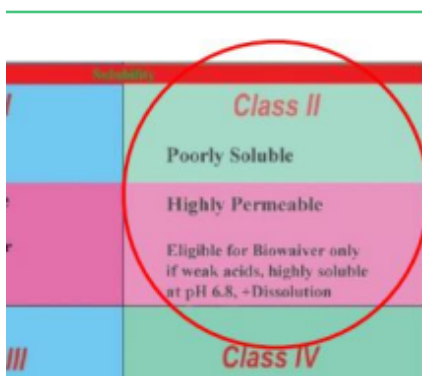 Solubility
I
Class II
Poorly Soluble
Highly Permeable
Eligible for Biowaiver only
if weak acids, highly soluble
at pH 6.8, +Dissolution
III
Class IV